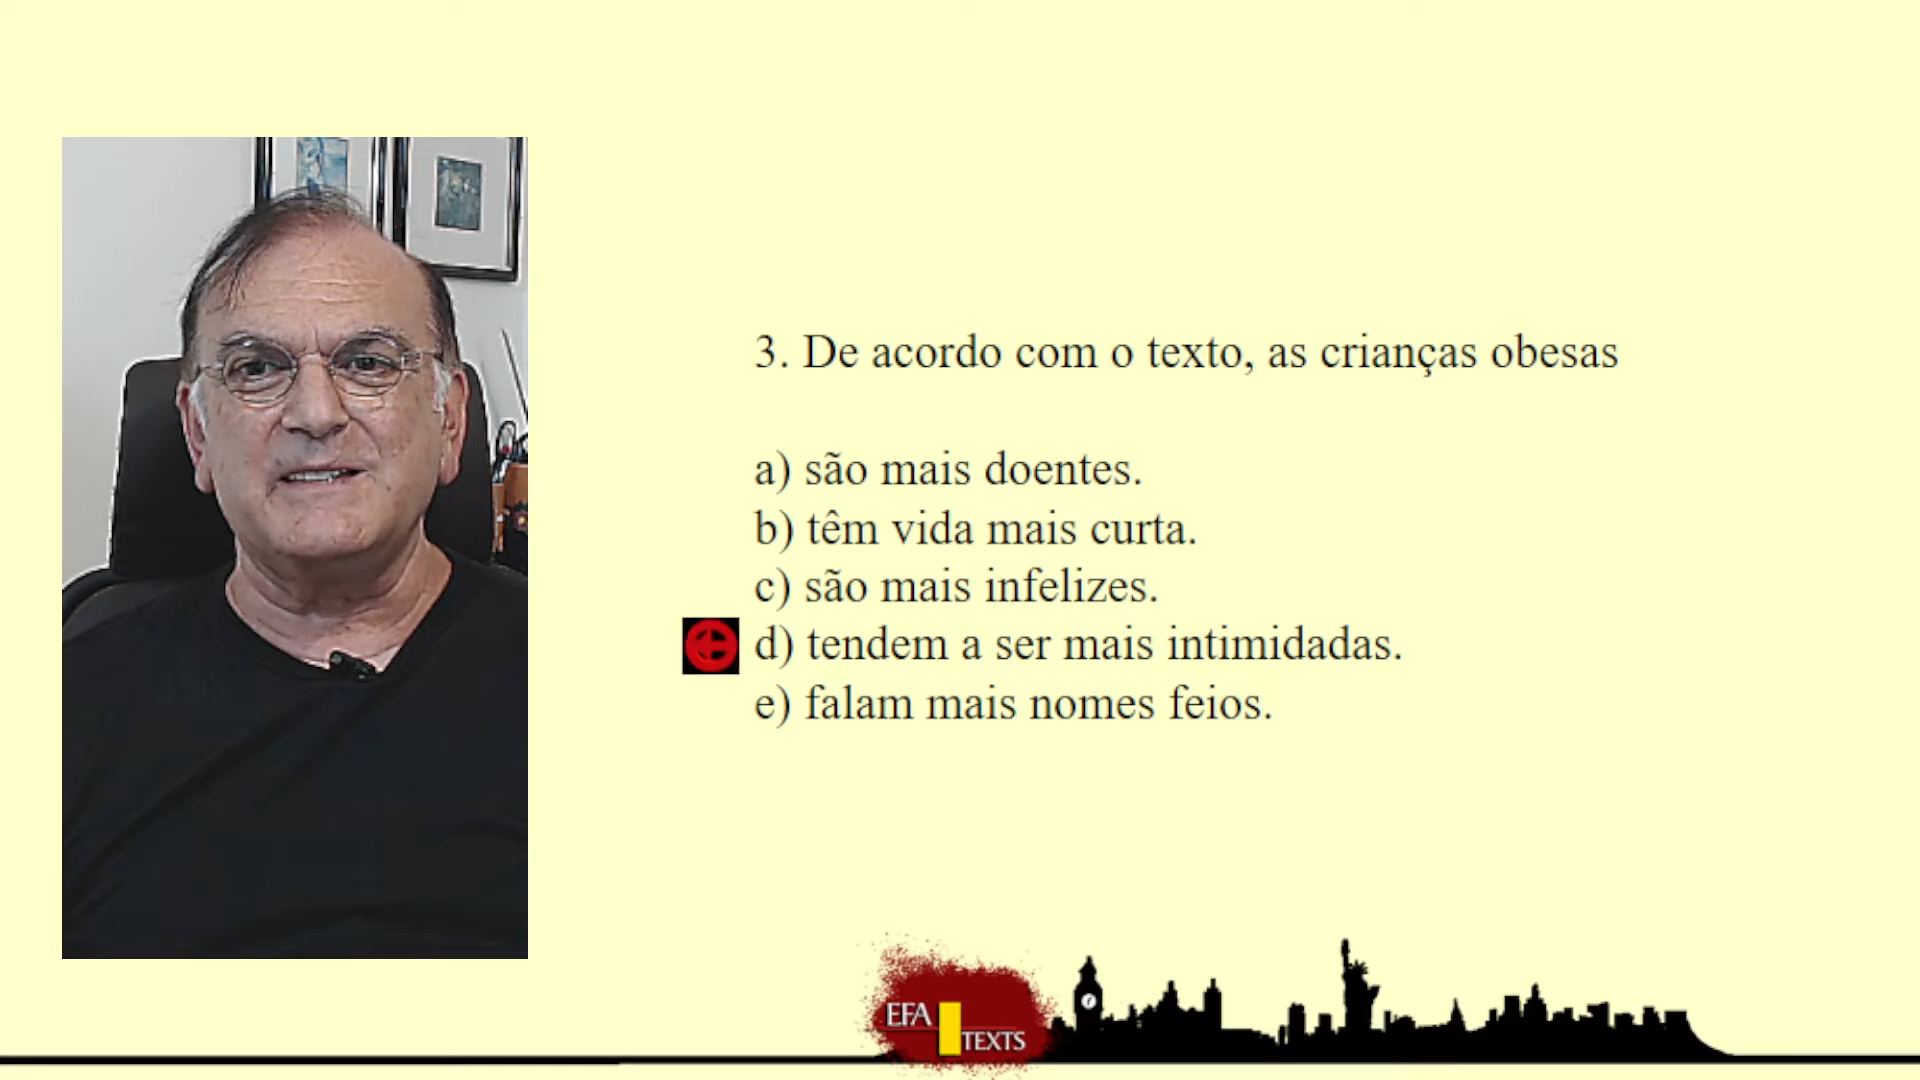 3. De acordo com o texto, as crianças obesas
a) são mais doentes.
b) têm vida mais curta.
c) são mais infelizes.
d) tendem a ser mais intimidadas.
e) falam mais nomes feios.
EFA
TEXTS